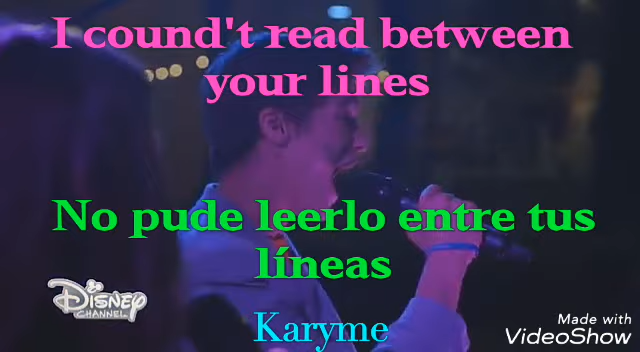 I cound't read between
your lines
No pude leerlo entre tus
líneas
DISNEY
CHANNEL
Karyme
Made with
VideoShow